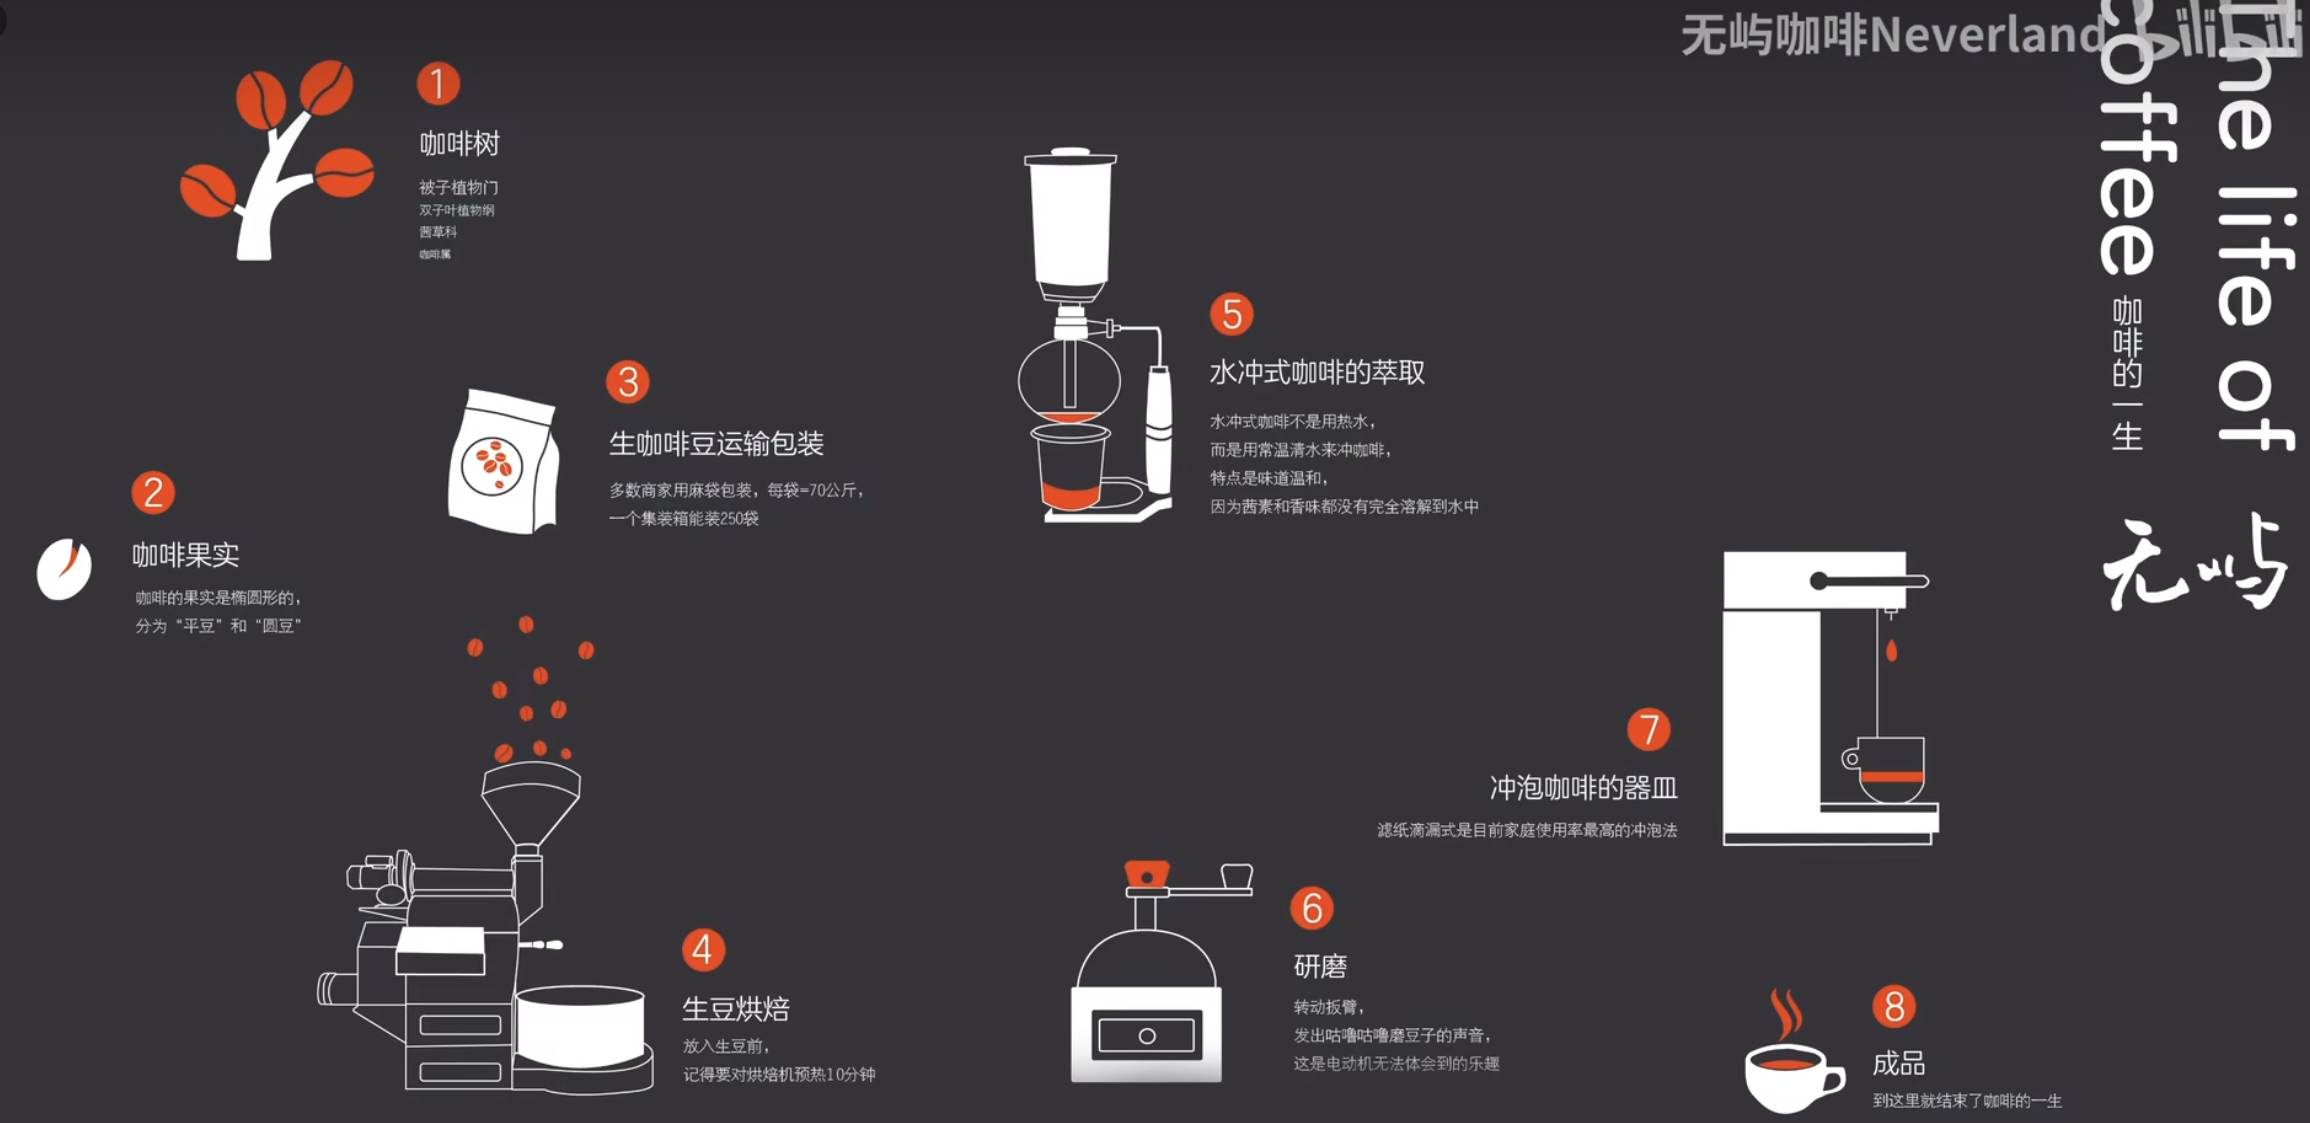 无屿咖啡Neverland
bilibili
The life of
coffee
咖啡的一生
无屿
1
咖啡树
被子植物门
双子叶植物纲
茜草科
咖啡属
2
咖啡果实
咖啡的果实是椭圆形的，
分为“平豆”和“圆豆”
3
生咖啡豆运输包装
多数商家用麻袋包装，每袋=70公斤，
一个集装箱能装250袋
4
生豆烘焙
放入生豆前，
记得要对烘焙机预热10分钟
5
水冲式咖啡的萃取
水冲式咖啡不是用热水，
而是用常温清水来冲咖啡，
特点是味道温和，
因为茜素和香味都没有完全溶解到水中
6
研磨
转动扳臂，
发出咕噜咕噜磨豆子的声音，
这是电动机无法体会到的乐趣
7
冲泡咖啡的器皿
滤纸滴漏式是目前家庭使用率最高的冲泡法
8
成品
到这里就结束了咖啡的一生